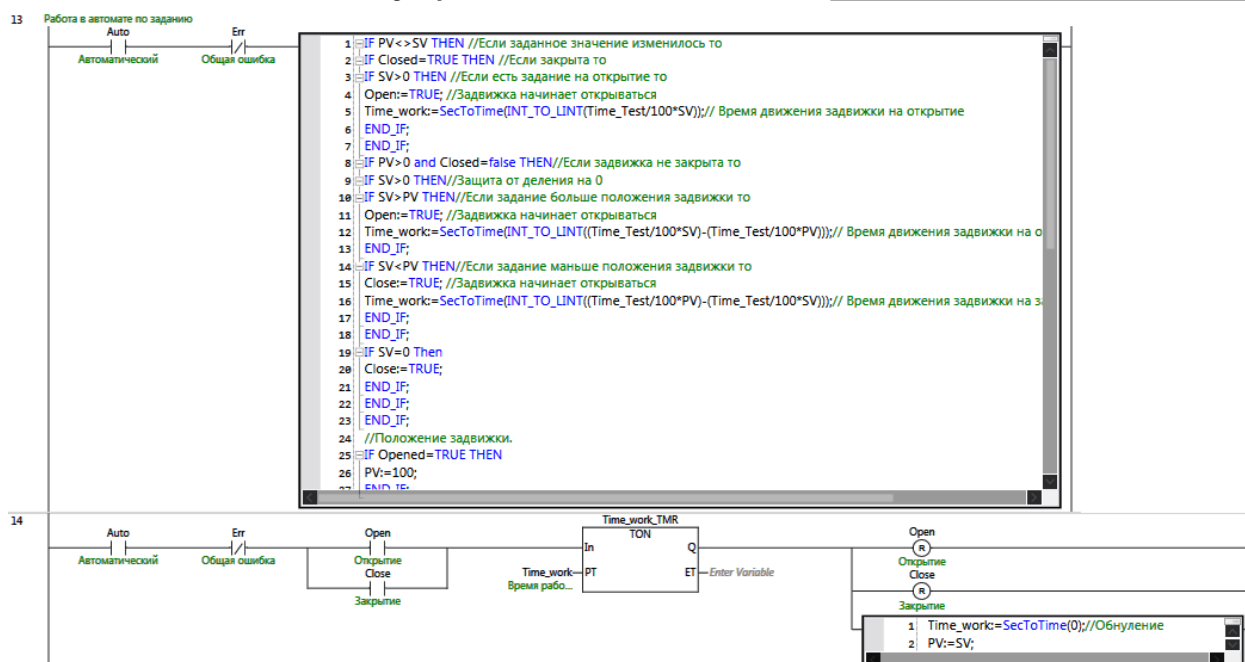 13 Работа в автомате по заданию
Auto Err
Автоматический Общая ошибка
1 IF PV<>SV THEN //Если заданное значение изменилось то
2 IF Closed=TRUE THEN //Если закрыта то
3 IF SV>0 THEN //Если есть задание на открытие то
4 Open:=TRUE; //Задвижка начинает открываться
5 Time_work:=SecToTime(INT_TO_LINT(Time_Test/100*SV));// Время движения задвижки на открытие
6 END_IF;
7 END_IF;
8 IF PV>0 and Closed=false THEN//Если задвижка не закрыта то
9 IF SV>0 THEN//Защита от деления на 0
10 IF SV>PV THEN//Если задание больше положения задвижки то
11 Open:=TRUE; //Задвижка начинает открываться
12 Time_work:=SecToTime(INT_TO_LINT((Time_Test/100*SV)-(Time_Test/100*PV)));// Время движения задвижки на о
13 END_IF;
14 IF SV<PV THEN//Если задание маньше положения задвижки то
15 Close:=TRUE; //Задвижка начинает открываться
16 Time_work:=SecToTime(INT_TO_LINT((Time_Test/100*PV)-(Time_Test/100*SV)));// Время движения задвижки на за
17 END_IF;
18 END_IF;
19 IF SV=0 Then
20 Close:=TRUE;
21 END_IF;
22 END_IF;
23 END_IF;
24 //Положение задвижки.
25 IF Opened=TRUE THEN
26 PV:=100;
27 END_IF;
14
Auto Err Open Time_work_TMR Open
TON
In Q
R
Автоматический Общая ошибка Открытие Открытие
Close Time_work PT ET Enter Variable Close
Время рабо...
R
Закрытие Закрытие
1 Time_work:=SecToTime(0);//Обнуление
2 PV:=SV;